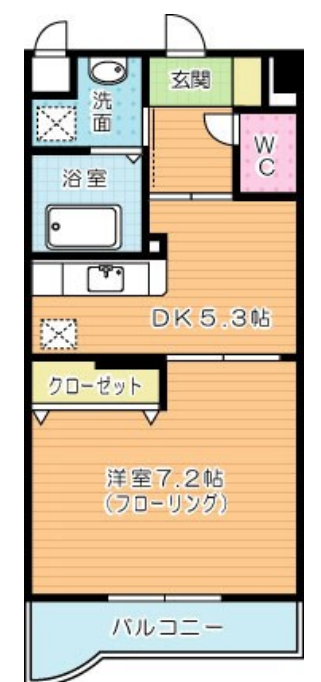 玄関
洗
面
WC
浴室
DK5.3帖
クローゼット
洋室7.2帖
(フローリング)
バルコニー